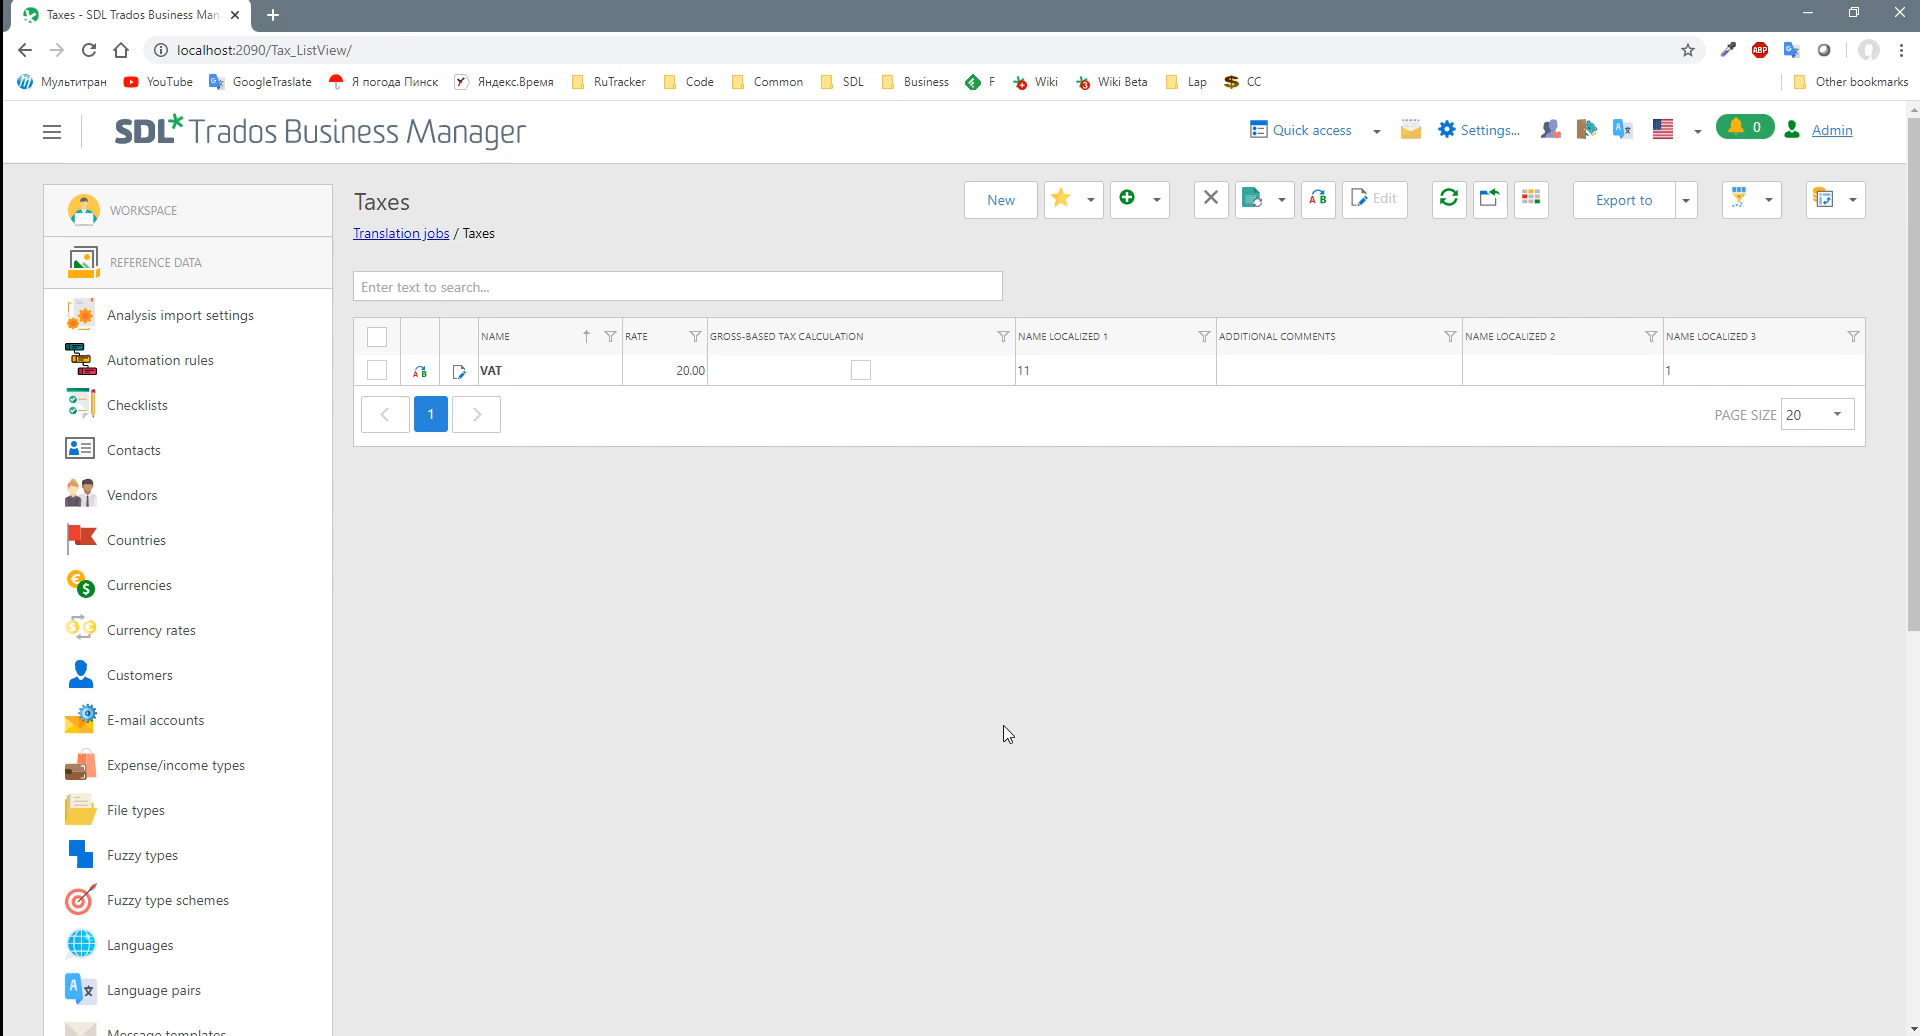 Taxes - SDL Trados Business Man
localhost:2090/Tax_ListView/
ABP
Мультитран YouTube GoogleTraslate Я погода Пинск Яндекс.Время RuTracker Code Common SDL Business F Wiki Wiki Beta Lap CC Other bookmarks
SDL* Trados Business Manager
Quick access Settings... 0 Admin
WORKSPACE
REFERENCE DATA
Analysis import settings
Automation rules
Checklists
Contacts
Vendors
Countries
Currencies
Currency rates
Customers
E-mail accounts
Expense/income types
File types
Fuzzy types
Fuzzy type schemes
Languages
Language pairs
Message templates
Taxes
New Edit Export to
Translation jobs / Taxes
Enter text to search...
NAME RATE GROSS-BASED TAX CALCULATION NAME LOCALIZED 1 ADDITIONAL COMMENTS NAME LOCALIZED 2 NAME LOCALIZED 3
VAT 20.00 11 1
1 PAGE SIZE 20